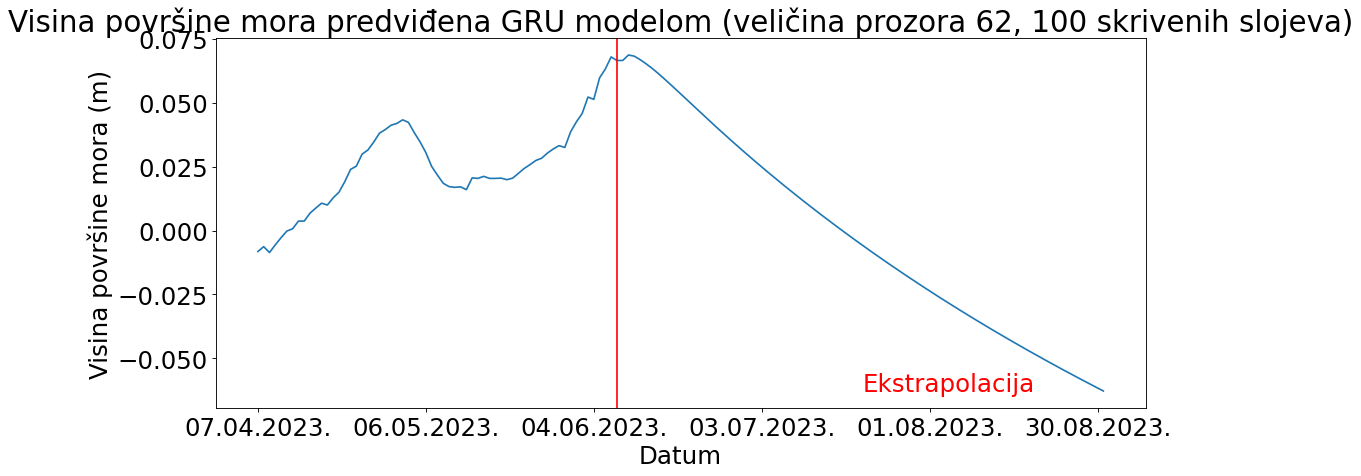 Visina površine mora predviđena GRU modelom (veličina prozora 62, 100 skrivenih slojeva)
Visina površine mora (m)
0.075
0.050
0.025
0.000
−0.025
−0.050
Ekstrapolacija
07.04.2023. 06.05.2023. 04.06.2023. 03.07.2023. 01.08.2023. 30.08.2023.
Datum